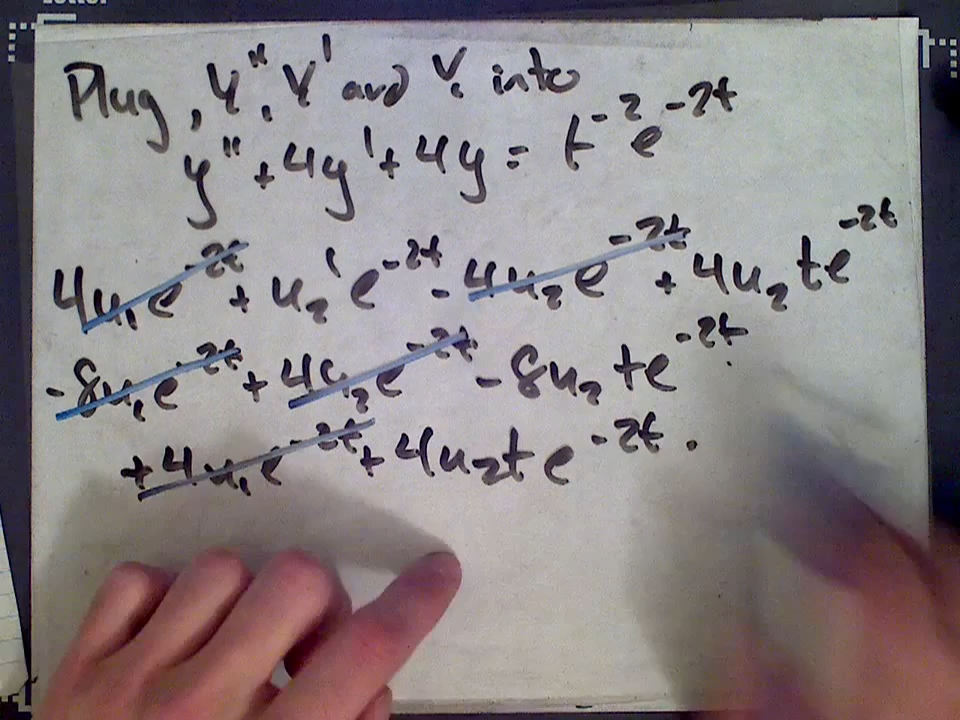 Plug, Y'', Y' and Y into
y'' + 4y' + 4y = t^-2 e^-2t
4u₁e^-2t + u₂'e^-2t - 4u₂e^-2t + 4u₂te^-2t
-8u₁e^-2t + 4u₂e^-2t - 8u₂te^-2t
+4u₁e^-2t + 4u₂te^-2t .